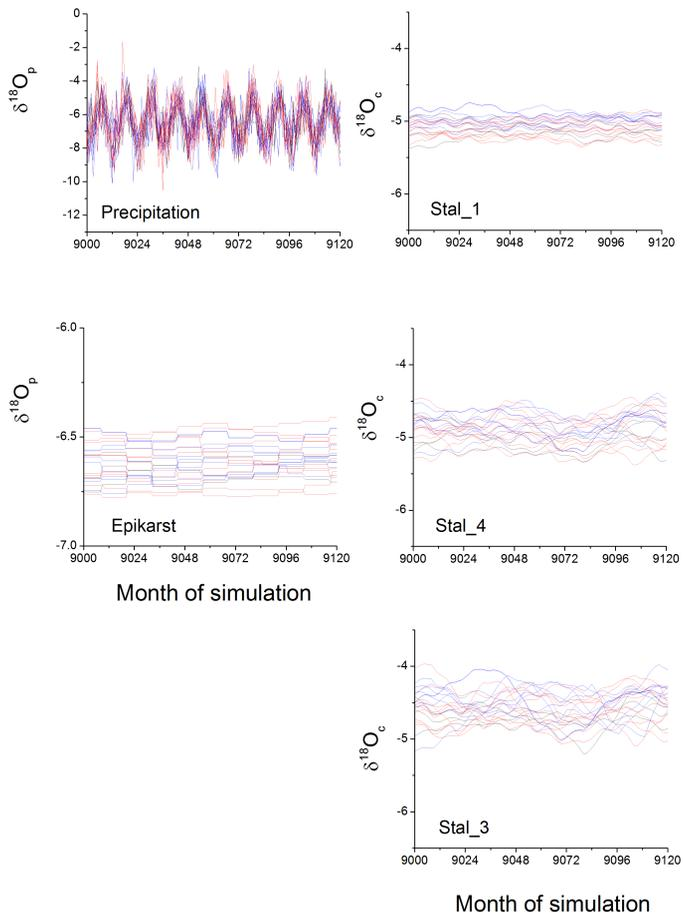 0
-2
-4
-6
-8
-10
-12
δ18Op
Precipitation
9000 9024 9048 9072 9096 9120
-4
-5
-6
δ18Oc
Stal_1
9000 9024 9048 9072 9096 9120
-6.0
-6.5
-7.0
δ18Op
Epikarst
9000 9024 9048 9072 9096 9120
Month of simulation
-4
-5
-6
δ18Oc
Stal_4
9000 9024 9048 9072 9096 9120
-4
-5
-6
δ18Oc
Stal_3
9000 9024 9048 9072 9096 9120
Month of simulation